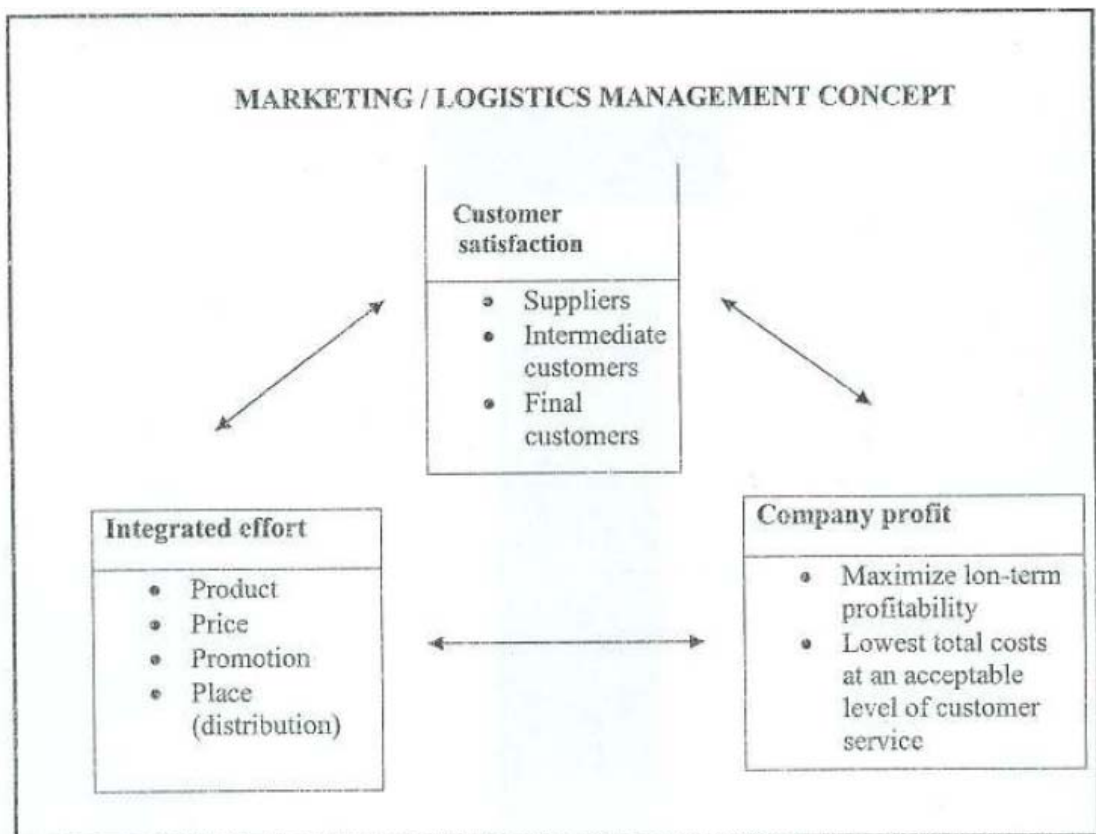 MARKETING / LOGISTICS MANAGEMENT CONCEPT
Customer
satisfaction
• Suppliers
• Intermediate
customers
• Final
customers
Integrated effort
• Product
• Price
• Promotion
• Place
(distribution)
Company profit
• Maximize lon-term
profitability
• Lowest total costs
at an acceptable
level of customer
service